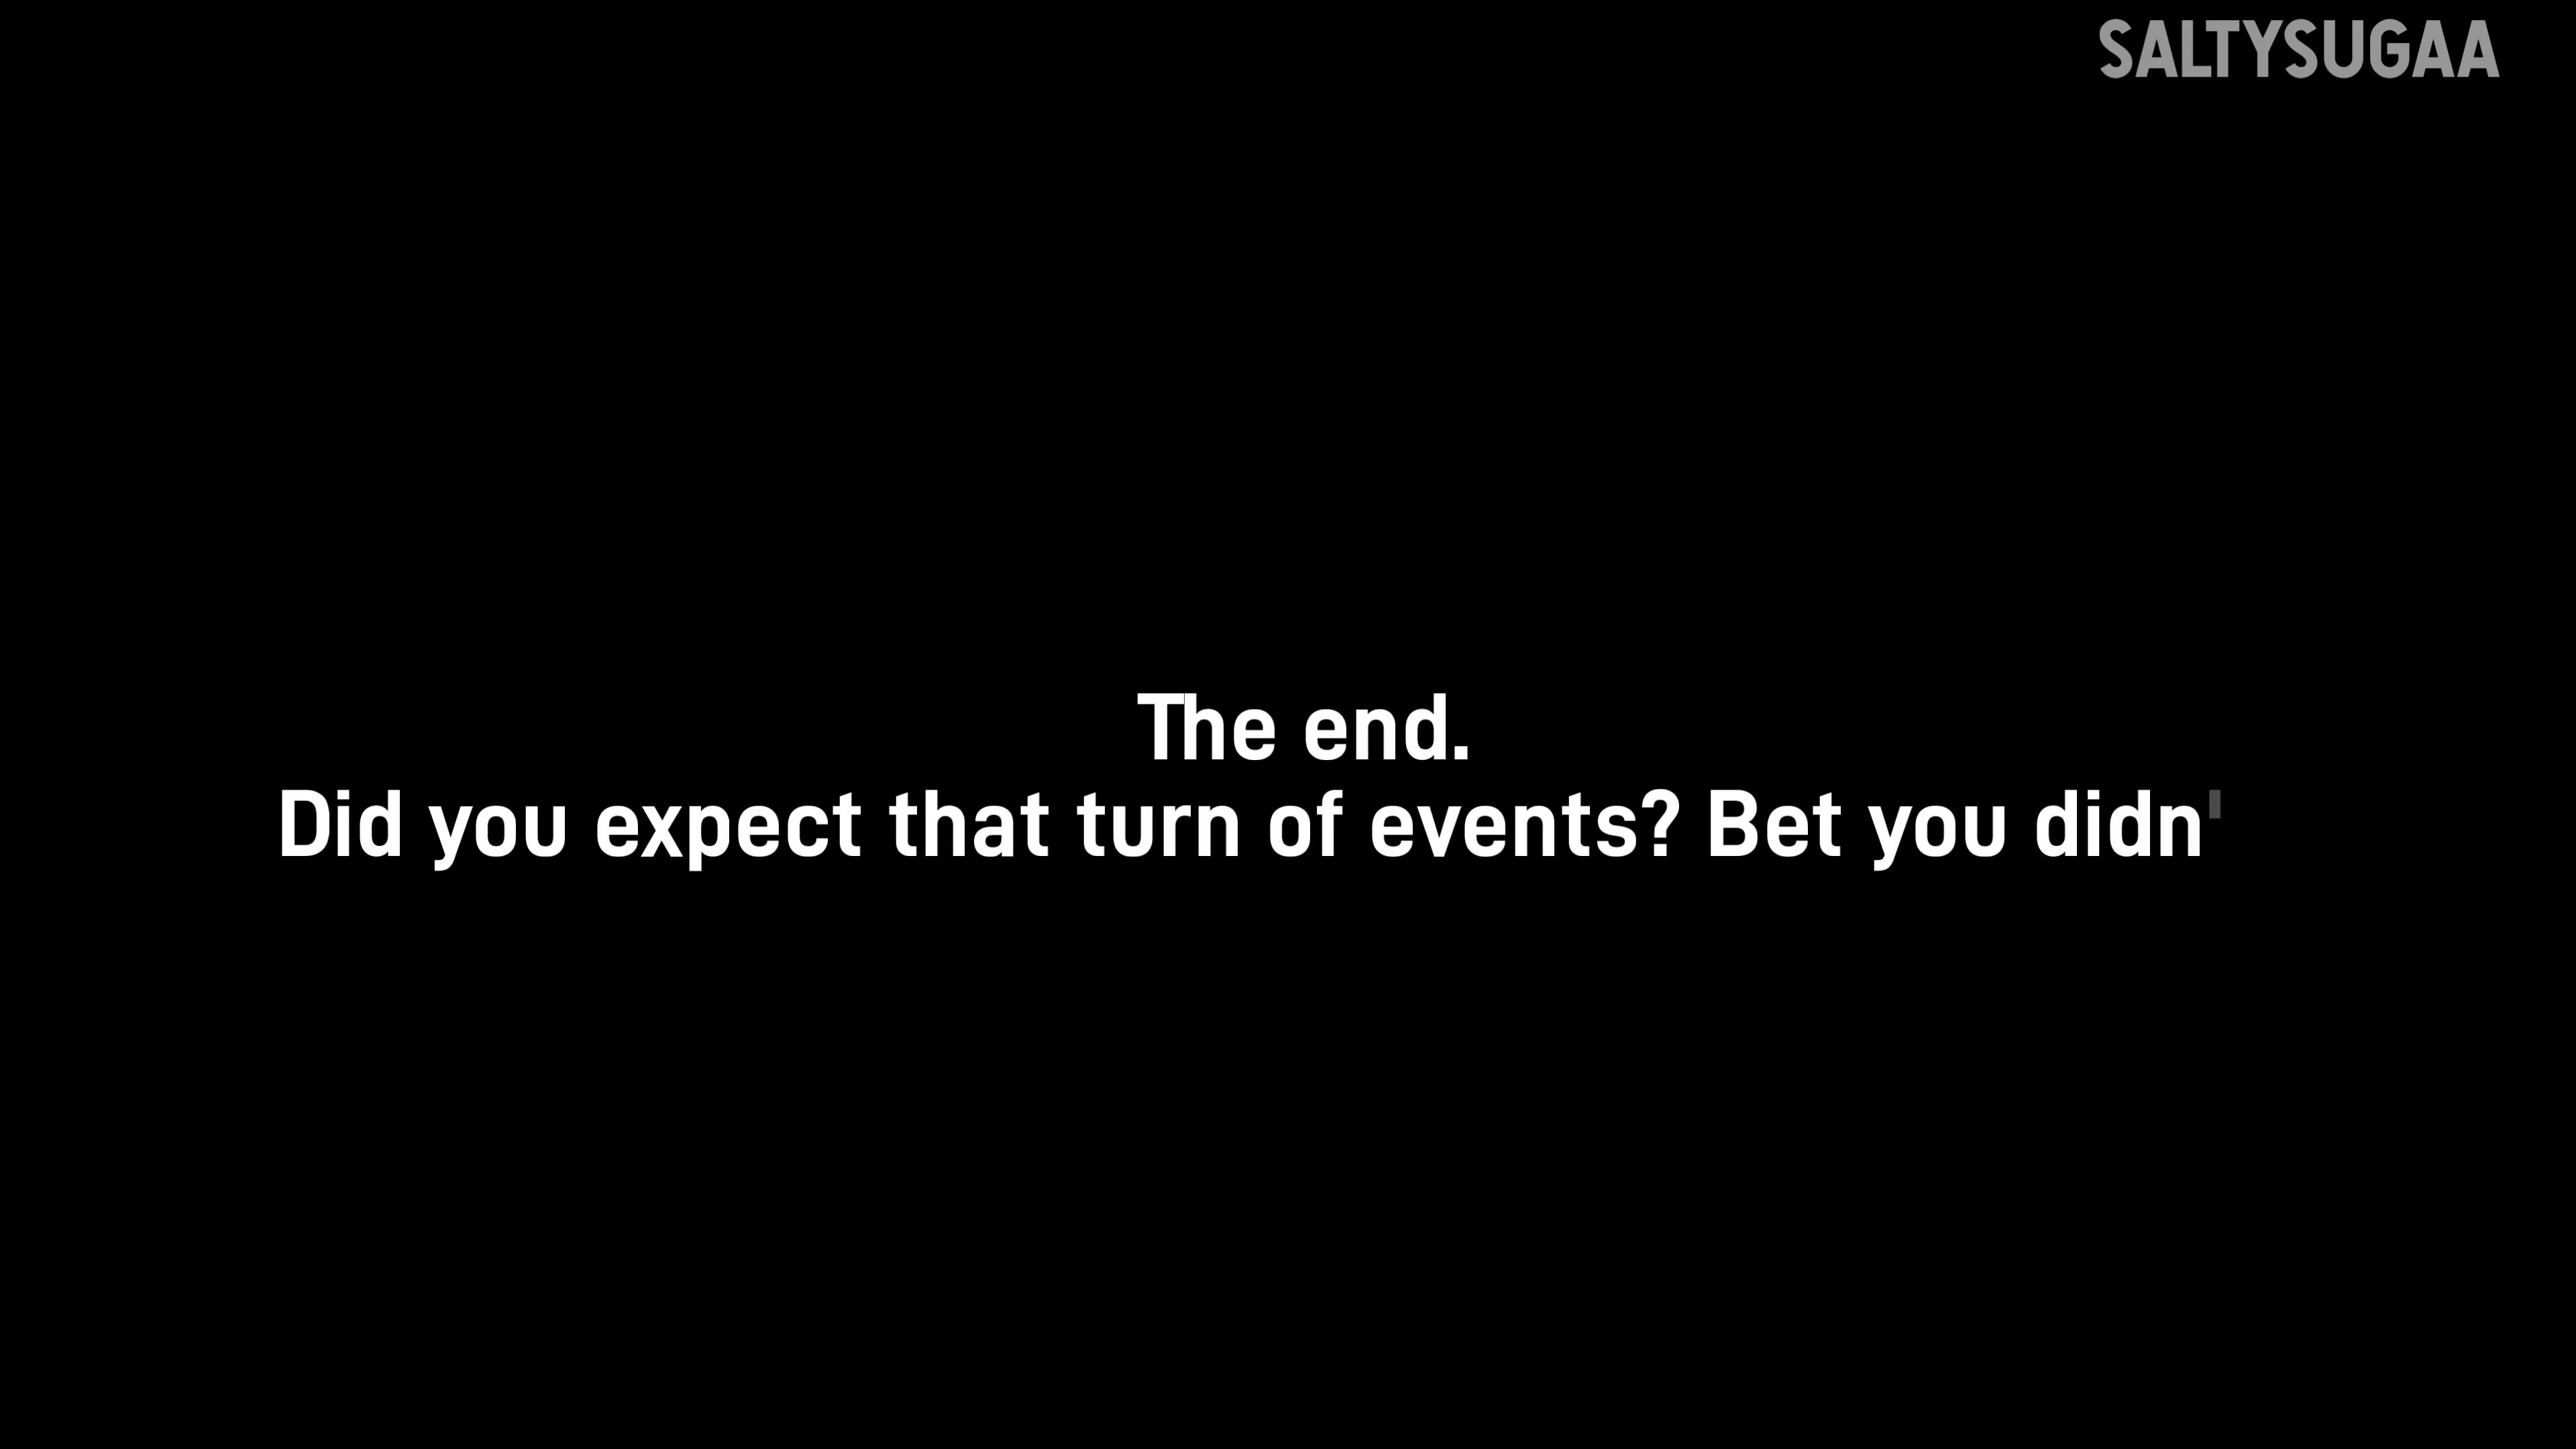 SALTYSUGAA
The end.
Did you expect that turn of events? Bet you didn'